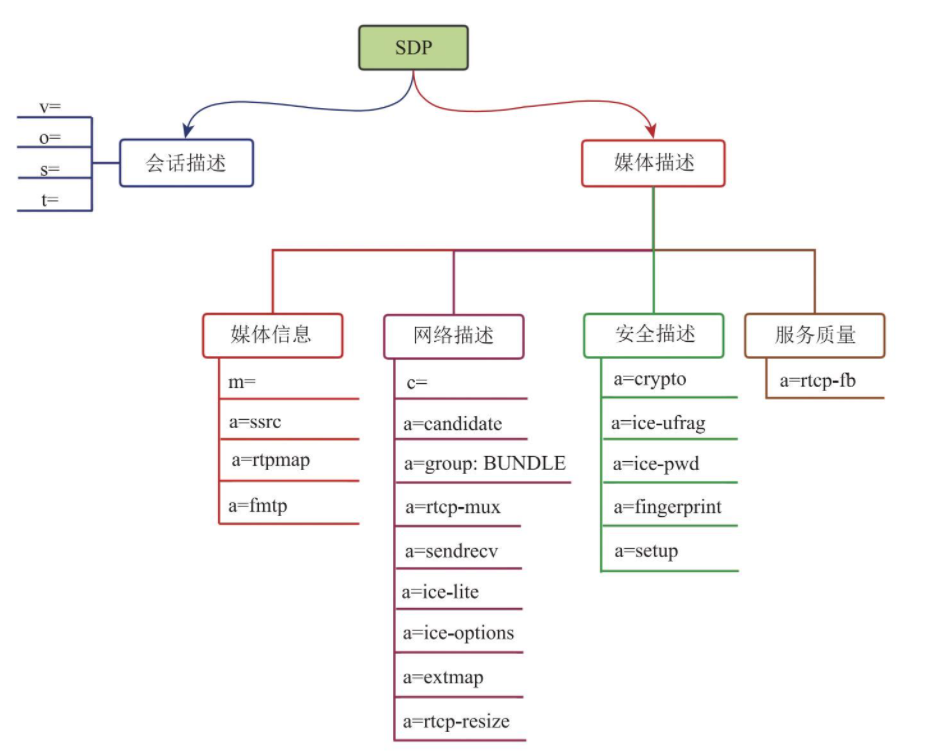 SDP
会话描述
v=
o=
s=
t=
媒体描述
媒体信息
m=
a=ssrc
a=rtpmap
a=fmtp
网络描述
c=
a=candidate
a=group: BUNDLE
a=rtcp-mux
a=sendrecv
a=ice-lite
a=ice-options
a=extmap
a=rtcp-resize
安全描述
a=crypto
a=ice-ufrag
a=ice-pwd
a=fingerprint
a=setup
服务质量
a=rtcp-fb